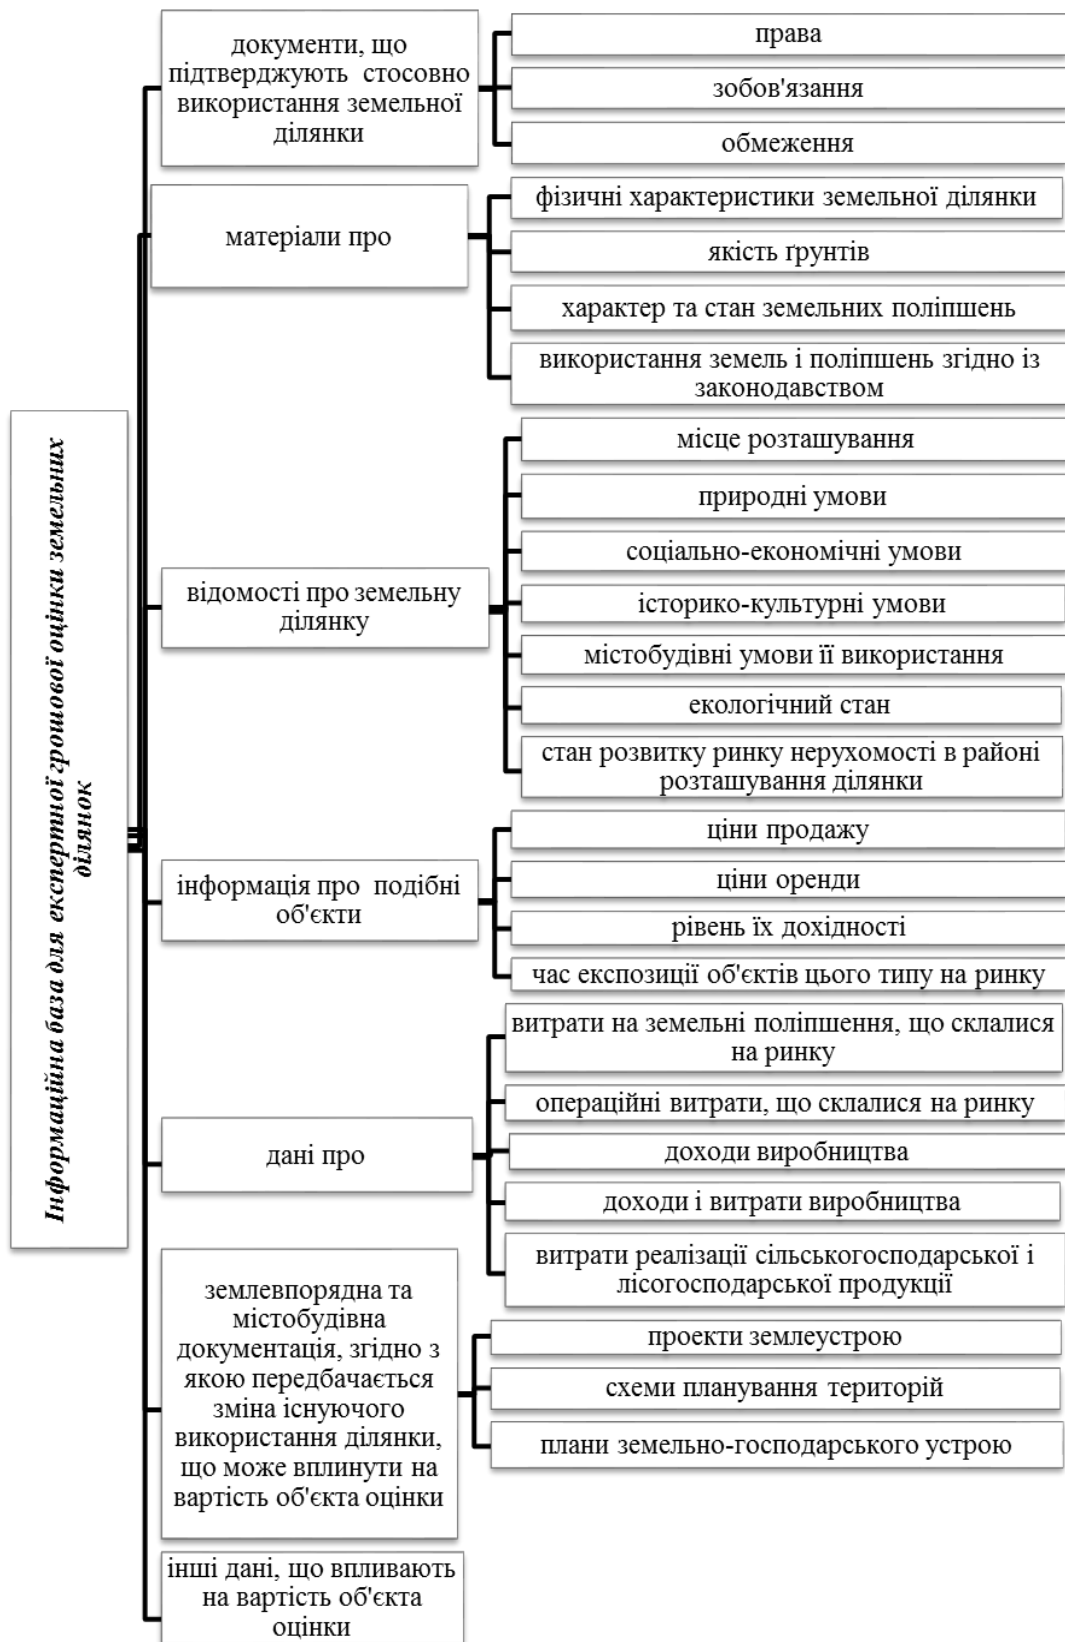 Інформаційна база для експертної грошової оцінки земельних
ділянок
документи, що
підтверджують стосовно
використання земельної
ділянки
права
зобов'язання
обмеження
матеріали про
фізичні характеристики земельної ділянки
якість ґрунтів
характер та стан земельних поліпшень
використання земель і поліпшень згідно із
законодавством
відомості про земельну
ділянку
місце розташування
природні умови
соціально-економічні умови
історико-культурні умови
містобудівні умови її використання
екологічний стан
стан розвитку ринку нерухомості в районі
розташування ділянки
інформація про подібні
об'єкти
ціни продажу
ціни оренди
рівень їх дохідності
час експозиції об'єктів цього типу на ринку
дані про
витрати на земельні поліпшення, що склалися
на ринку
операційні витрати, що склалися на ринку
доходи виробництва
доходи і витрати виробництва
витрати реалізації сільськогосподарської і
лісогосподарської продукції
землевпорядна та
містобудівна
документація, згідно з
якою передбачається
зміна існуючого
використання ділянки,
що може вплинути на
вартість об'єкта оцінки
проекти землеустрою
схеми планування територій
плани земельно-господарського устрою
інші дані, що впливають
на вартість об'єкта
оцінки